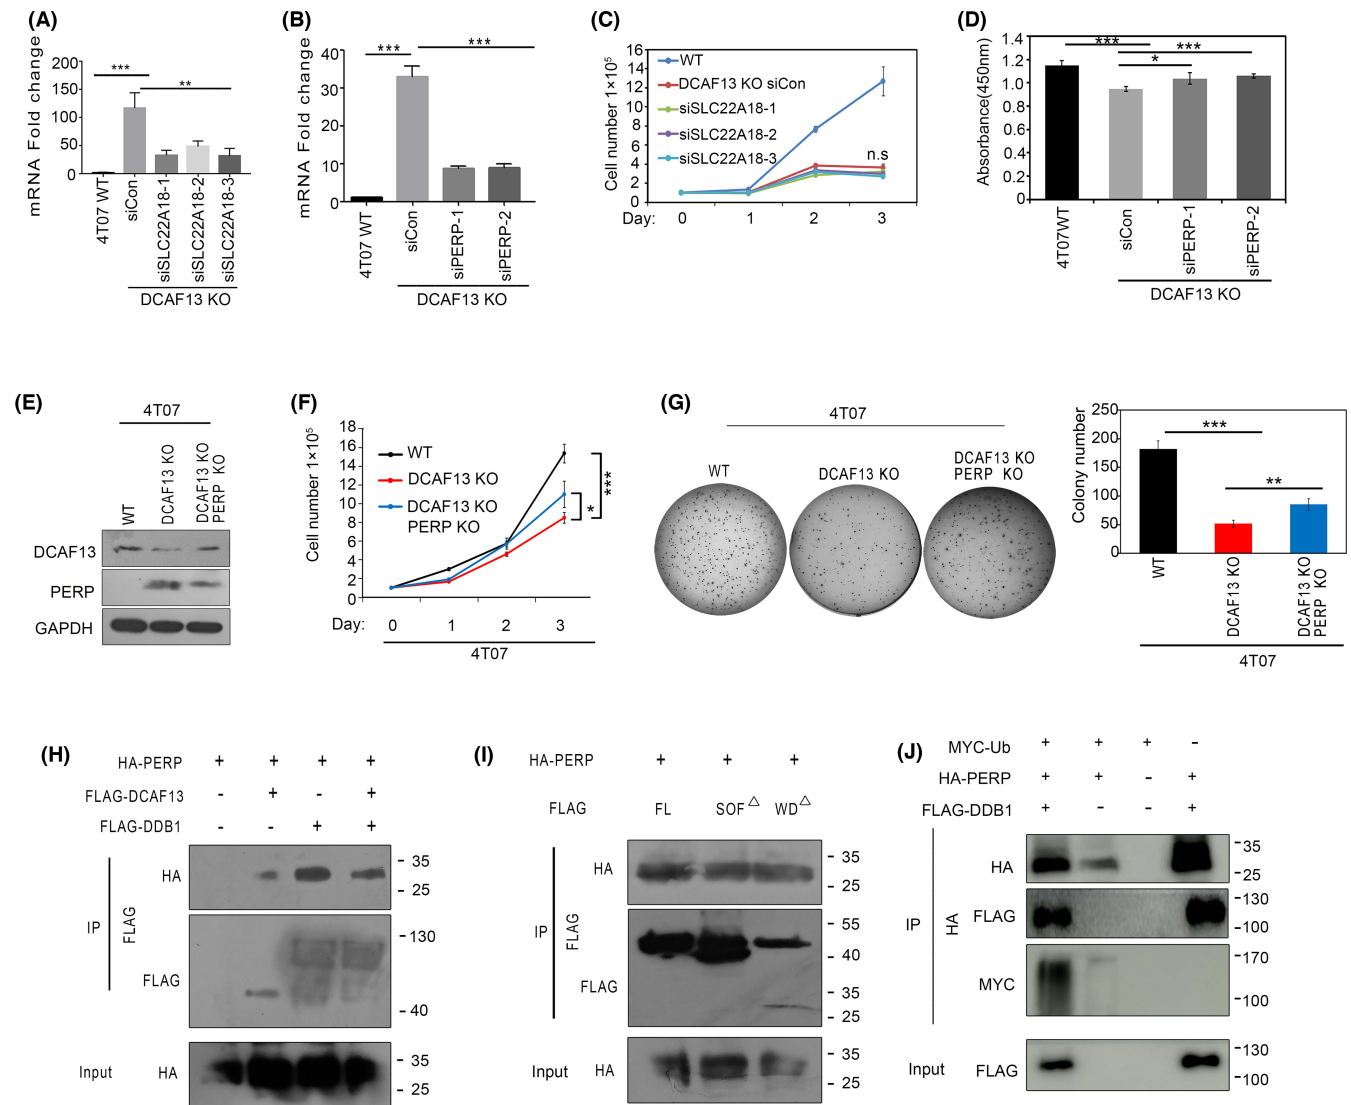 (A)
mRNA Fold change
200
150
100
50
0
***
**
4T07 WT
siCon
siSLC22A18-1
siSLC22A18-2
siSLC22A18-3
DCAF13 KO
(B)
mRNA Fold change
40
30
20
10
0
***
***
4T07 WT
siCon
siPERP-1
siPERP-2
DCAF13 KO
(C)
Cell number 1×10⁵
16
14
12
10
8
6
4
2
0
WT
DCAF13 KO siCon
siSLC22A18-1
siSLC22A18-2
siSLC22A18-3
n.s
Day: 0 1 2 3
(D)
Absorbance(450nm)
1.4
1.2
1.0
0.8
0.6
0.4
0.2
0
***
***
*
4T07WT
siCon
siPERP-1
siPERP-2
DCAF13 KO
(E)
4T07
WT
DCAF13 KO
DCAF13 KO
PERP KO
DCAF13
PERP
GAPDH
(F)
Cell number 1×10⁵
18
16
14
12
10
8
6
4
2
0
WT
DCAF13 KO
DCAF13 KO
PERP KO
***
*
Day: 0 1 2 3
4T07
(G)
4T07
WT
DCAF13 KO
DCAF13 KO
PERP KO
Colony number
250
200
150
100
50
0
***
**
WT
DCAF13 KO
DCAF13 KO
PERP KO
4T07
(H)
HA-PERP + + + +
FLAG-DCAF13 - + - +
FLAG-DDB1 - - + +
IP
FLAG
HA
- 35
- 25
FLAG
- 130
- 40
Input HA
- 35
- 25
(I)
HA-PERP + + +
FLAG FL SOF△ WD△
IP
FLAG
HA
- 35
- 25
FLAG
- 55
- 40
- 35
- 25
Input HA
- 35
- 25
(J)
MYC-Ub + + + -
HA-PERP + + - +
FLAG-DDB1 + - - +
IP
HA
HA
-35
-25
FLAG
-130
-100
MYC
-170
-100
Input FLAG
-130
-100